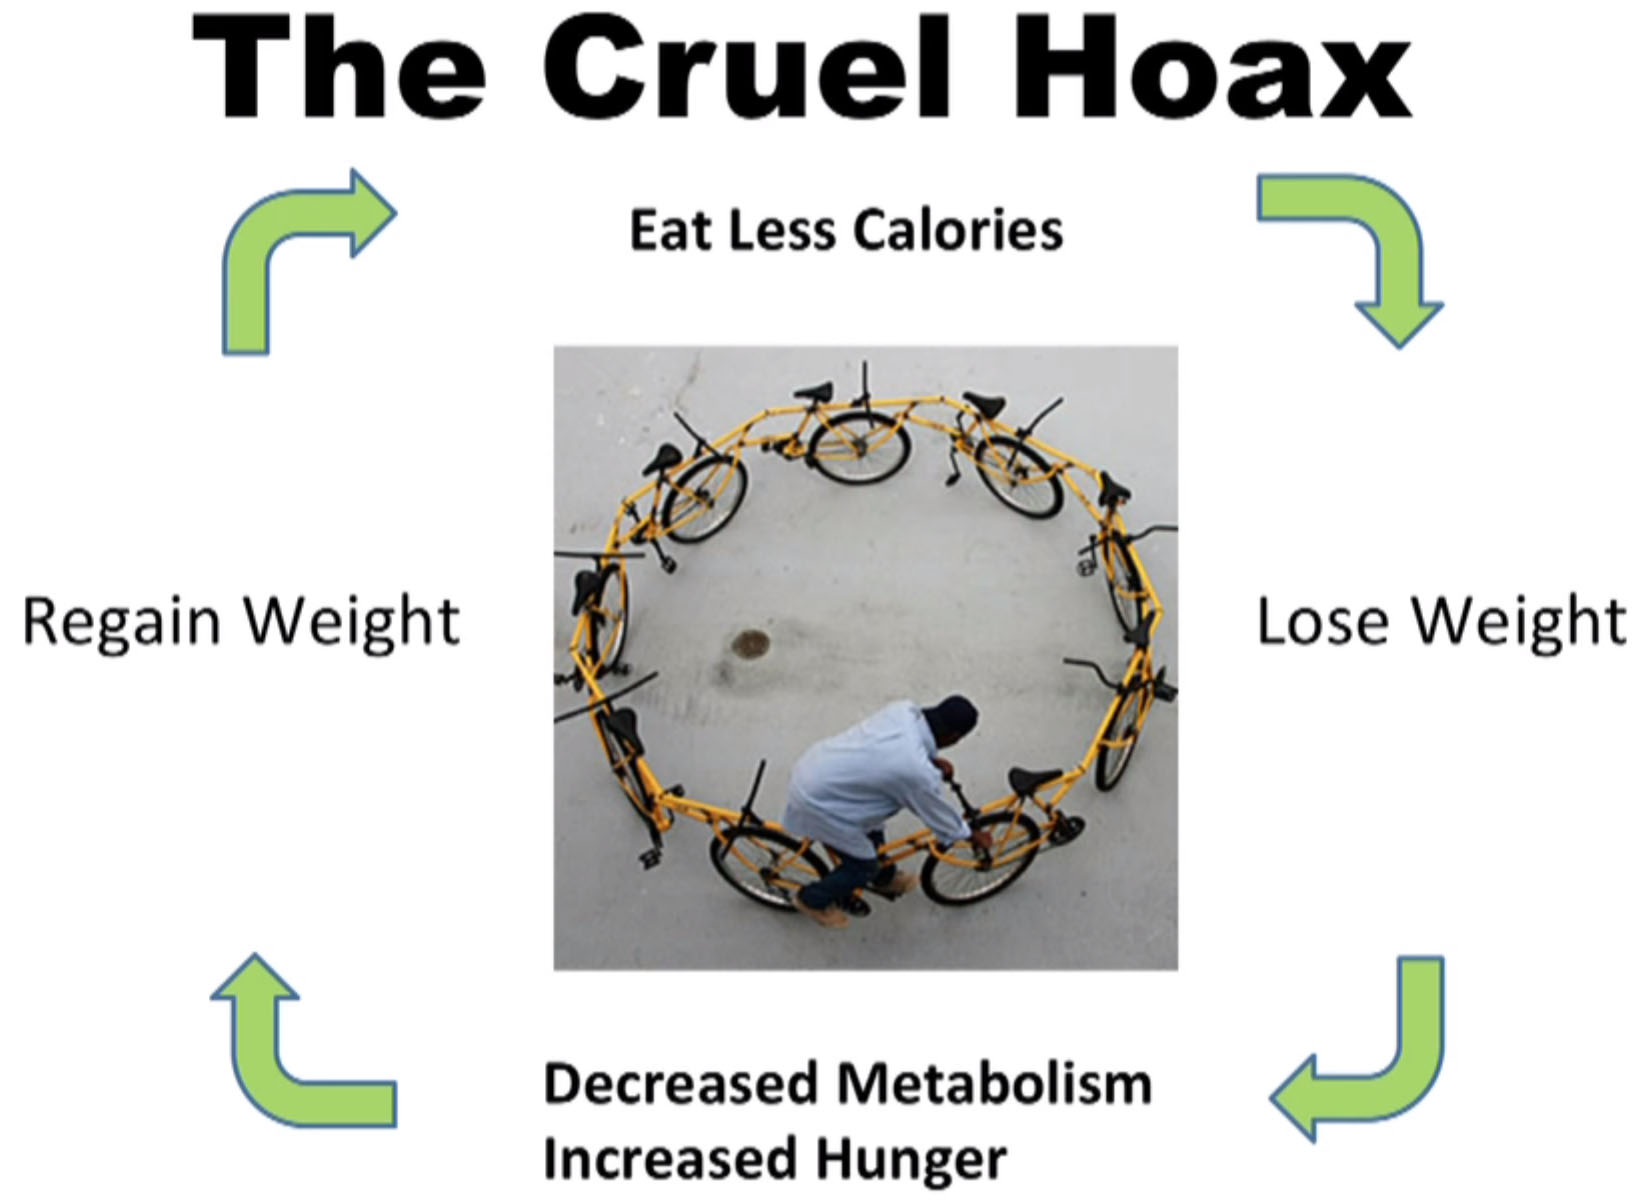 The Cruel Hoax
Eat Less Calories
Regain Weight
Lose Weight
Decreased Metabolism
Increased Hunger